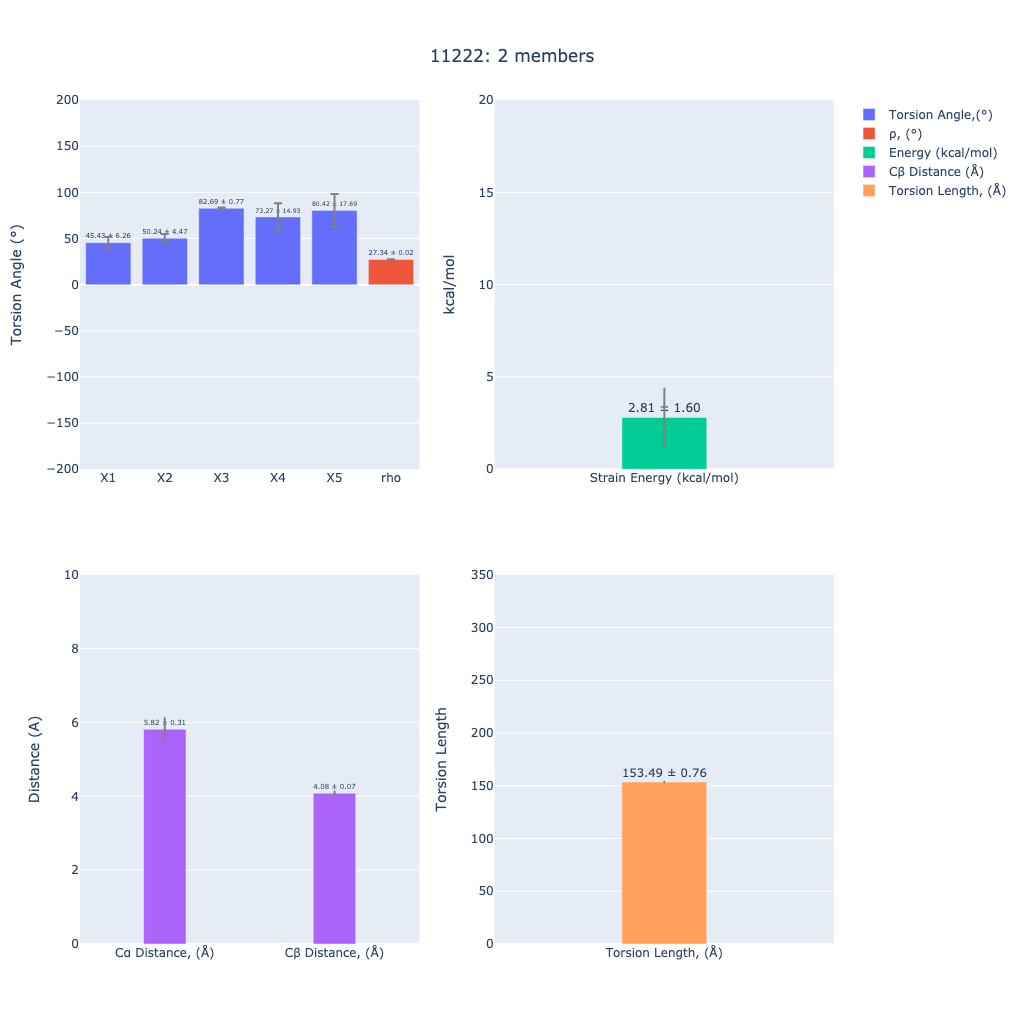 11222: 2 members
Torsion Angle (°)
200
150
100
50
0
−50
−100
−150
−200
45.43 ± 6.26
50.24 ± 4.47
82.69 ± 0.77
73.27 ± 14.93
80.42 ± 17.69
27.34 ± 0.02
X1 X2 X3 X4 X5 rho
kcal/mol
20
15
10
5
0
2.81 ± 1.60
Strain Energy (kcal/mol)
Torsion Angle,(°)
ρ, (°)
Energy (kcal/mol)
Cβ Distance (Å)
Torsion Length, (Å)
Distance (A)
10
8
6
4
2
0
5.82 ± 0.31
4.08 ± 0.07
Cα Distance, (Å) Cβ Distance, (Å)
Torsion Length
350
300
250
200
150
100
50
0
153.49 ± 0.76
Torsion Length, (Å)